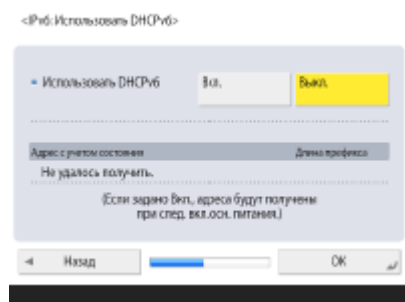 <IPv6: Использовать DHCPv6>
Использовать DHCPv6
Вкл.
Выкл.
Адрес с учетом состояния
Длина префикса
Не удалось получить.
(Если задано Вкл., адреса будут получены
при след. вкл.осн. питания.)
Назад
OK